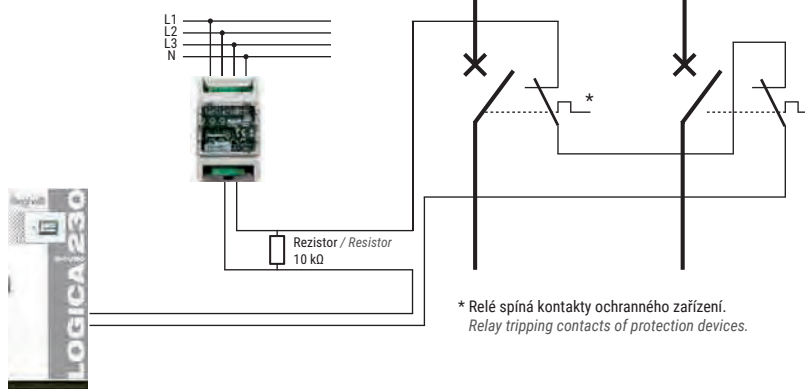 L1
L2
L3
N
*
Rezistor / Resistor
10 kΩ
LOGICA 230
* Relé spíná kontakty ochranného zařízení.
Relay tripping contacts of protection devices.